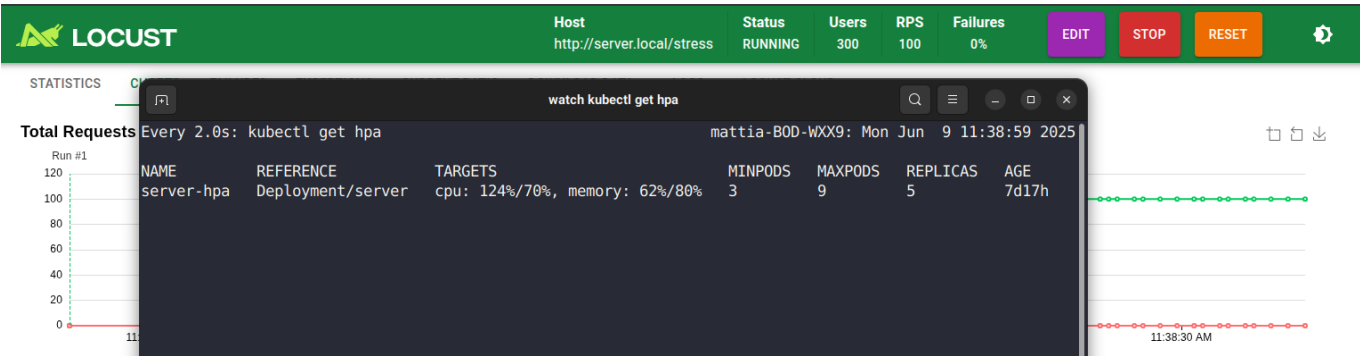 LOCUST
Host
http://server.local/stress
Status
RUNNING
Users
300
RPS
100
Failures
0%
EDIT
STOP
RESET
STATISTICS
watch kubectl get hpa
Total Requests
Run #1
120
100
80
60
40
20
0
11:38:30 AM
Every 2.0s: kubectl get hpa mattia-BOD-WXX9: Mon Jun 9 11:38:59 2025
NAME REFERENCE TARGETS MINPODS MAXPODS REPLICAS AGE
server-hpa Deployment/server cpu: 124%/70%, memory: 62%/80% 3 9 5 7d17h